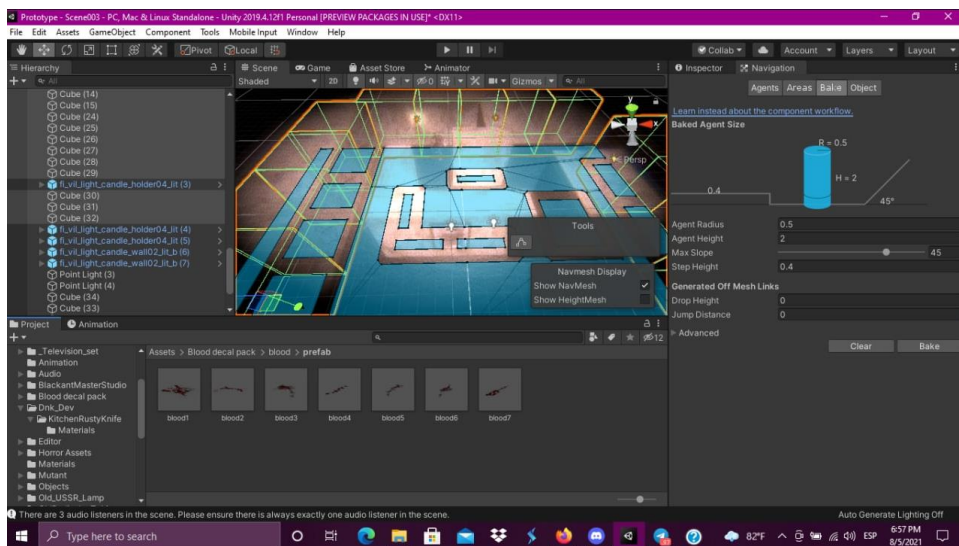 Prototype - Scene003 - PC, Mac & Linux Standalone - Unity 2019.4.12f1 Personal [PREVIEW PACKAGES IN USE]* <DX11>
File Edit Assets GameObject Component Tools Mobile Input Window Help
Pivot Local Collab Account Layers Layout
Hierarchy
All
Cube (14)
Cube (15)
Cube (24)
Cube (25)
Cube (26)
Cube (27)
Cube (28)
Cube (29)
fi_vil_light_candle_holder04_lit (3)
Cube (30)
Cube (31)
Cube (32)
fi_vil_light_candle_holder04_lit (4)
fi_vil_light_candle_holder04_lit (5)
fi_vil_light_candle_wall02_lit_b (6)
fi_vil_light_candle_wall02_lit_b (7)
Point Light (3)
Point Light (4)
Cube (34)
Cube (33)
Scene Game Asset Store Animator
Shaded 2D 0 Gizmos All
y
x
Persp
Tools
Navmesh Display
Show NavMesh
Show HeightMesh
Inspector Navigation
Agents Areas Bake Object
Learn instead about the component workflow.
Baked Agent Size
R = 0.5
H = 2
0.4
45°
Agent Radius 0.5
Agent Height 2
Max Slope 45
Step Height 0.4
Generated Off Mesh Links
Drop Height 0
Jump Distance 0
Advanced
Clear Bake
Project Animation
12
_Television_set
Animation
Audio
BlackantMasterStudio
Blood decal pack
Dnk_Dev
KitchenRustyKnife
Materials
Editor
Horror Assets
Materials
Mutant
Objects
Old_USSR_Lamp
Assets > Blood decal pack > blood > prefab
blood1 blood2 blood3 blood4 blood5 blood6 blood7
There are 3 audio listeners in the scene. Please ensure there is always exactly one audio listener in the scene.
Auto Generate Lighting Off
Type here to search
82°F ESP 6:57 PM
8/5/2021